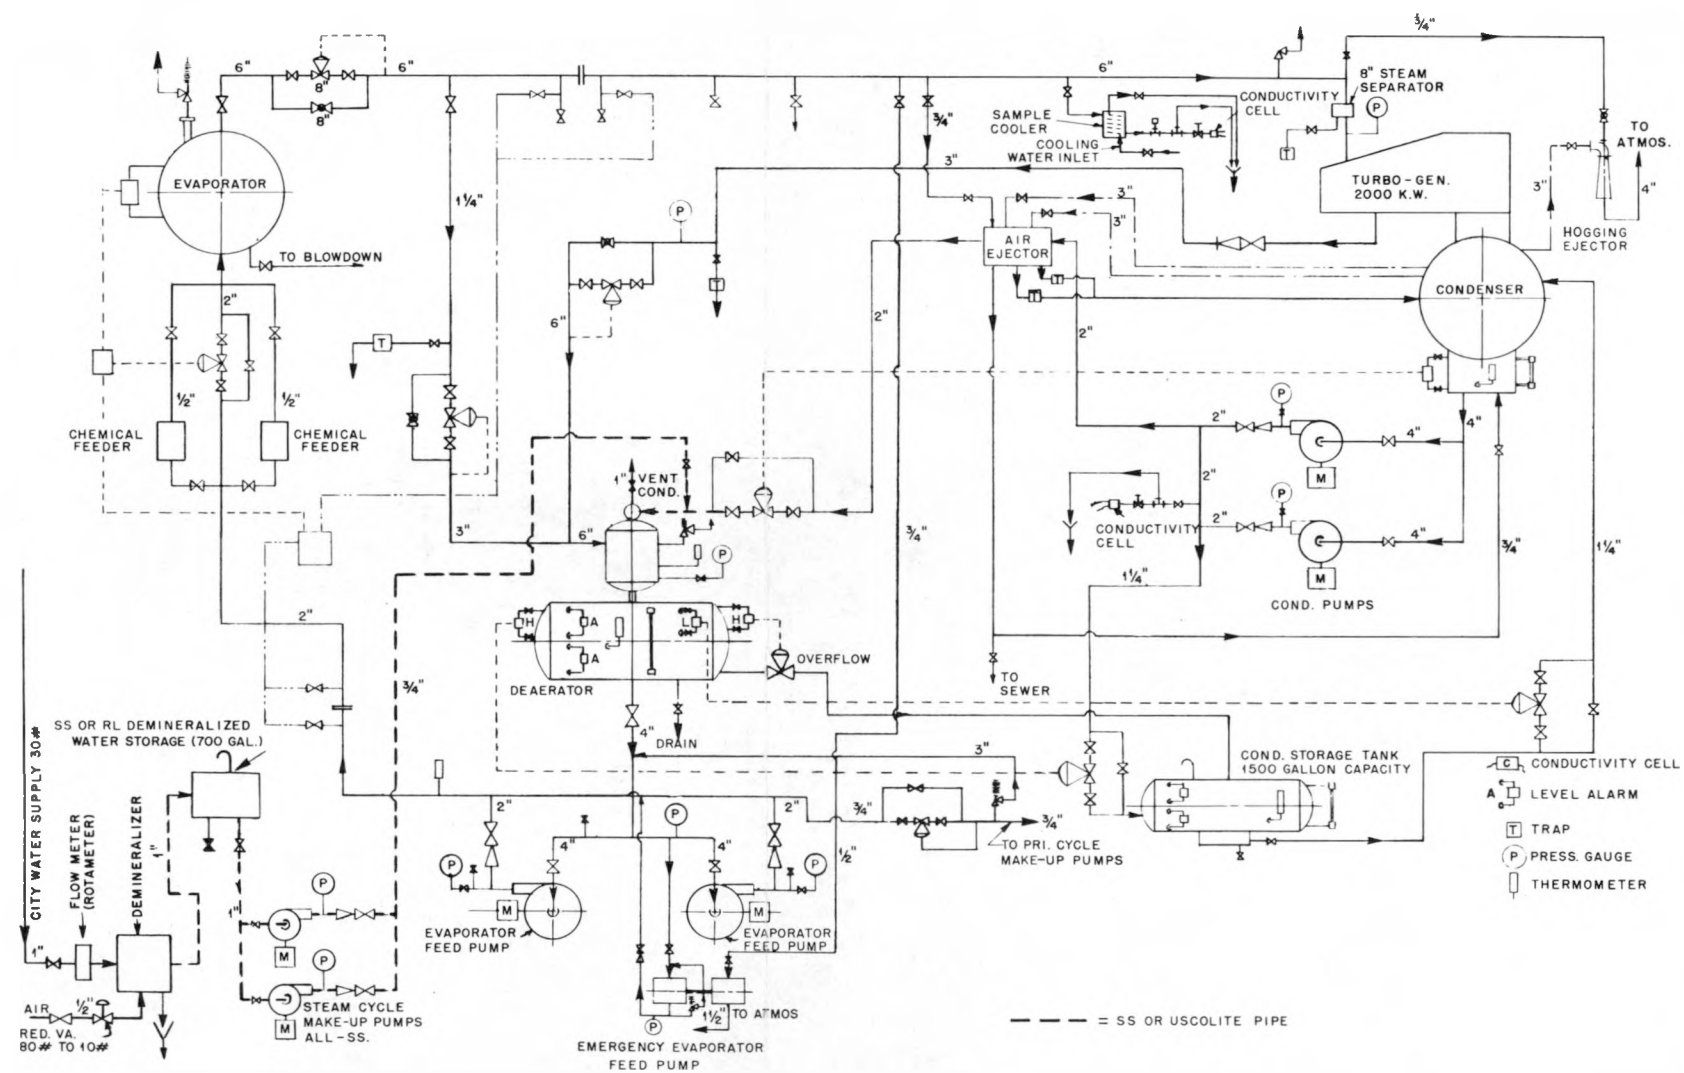 3/4"
6"
6"
6"
8"
8"
8" STEAM
SEPARATOR
P
CONDUCTIVITY
CELL
SAMPLE
COOLER
COOLING
WATER INLET
T
TO
ATMOS.
3/4"
3"
EVAPORATOR
TURBO-GEN.
2000 K.W.
3"
3"
3"
4"
1 1/4"
P
HOGGING
EJECTOR
AIR
EJECTOR
TO BLOWDOWN
T
T
T
CONDENSER
2"
6"
2"
2"
T
1/2"
1/2"
P
4"
2"
4"
CHEMICAL
FEEDER
CHEMICAL
FEEDER
M
2"
1"
VENT
COND.
P
2"
4"
CONDUCTIVITY
CELL
3"
6"
P
3/4"
3/4"
1 1/4"
M
1 1/4"
COND. PUMPS
2"
H
A
L
H
A
OVERFLOW
DEAERATOR
TO
SEWER
3/4"
SS OR RL DEMINERALIZED
WATER STORAGE (700 GAL.)
4"
DRAIN
3"
COND. STORAGE TANK
1500 GALLON CAPACITY
C
CONDUCTIVITY CELL
A
LEVEL ALARM
T
TRAP
P
PRESS. GAUGE
THERMOMETER
CITY WATER SUPPLY 30#
FLOW METER
(ROTAMETER)
DEMINERALIZER
1"
2"
P
2"
3/4"
3/4"
TO PRI. CYCLE
MAKE-UP PUMPS
4"
4"
1/2"
P
P
P
1"
M
M
EVAPORATOR
FEED PUMP
EVAPORATOR
FEED PUMP
1"
M
P
AIR
1/2"
RED. VA.
80# TO 10#
M
STEAM CYCLE
MAKE-UP PUMPS
ALL-SS.
P
1 1/2"
TO ATMOS
EMERGENCY EVAPORATOR
FEED PUMP
= SS OR USCOLITE PIPE